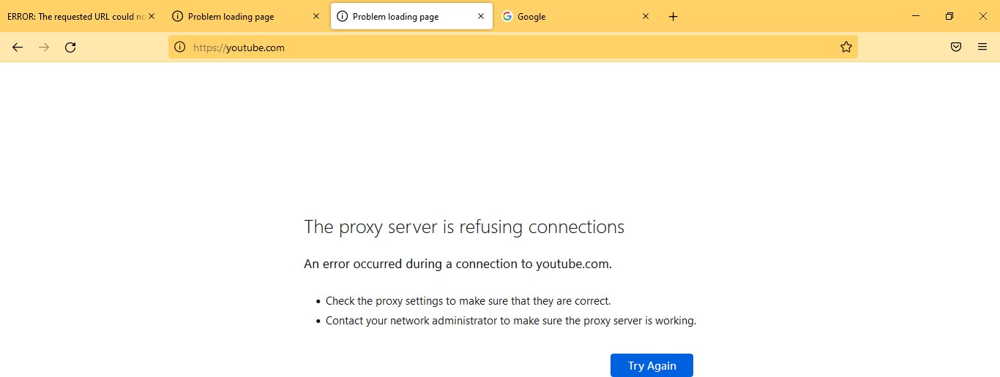 ERROR: The requested URL could no
Problem loading page
Problem loading page
Google
https://youtube.com
The proxy server is refusing connections
An error occurred during a connection to youtube.com.
Check the proxy settings to make sure that they are correct.
Contact your network administrator to make sure the proxy server is working.
Try Again